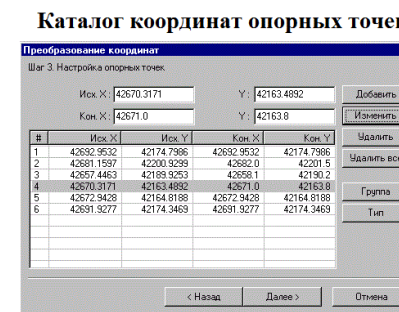 Каталог координат опорных точе
Преобразование координат
Шаг 3. Настройка опорных точек
Исх. X: 42670.3171 Y: 42163.4892 Добавить
Кон. X: 42671.0 Y: 42163.8 Изменить
Удалить
Удалить все
Группа
Тип
# Исх. X Исх. Y Кон. X Кон. Y
1 42692.9532 42174.7986 42692.9532 42174.7986
2 42681.1597 42200.9299 42682.0 42201.5
3 42657.4463 42189.9253 42658.1 42190.2
4 42670.3171 42163.4892 42671.0 42163.8
5 42672.9428 42164.8188 42672.9428 42164.8188
6 42691.9277 42174.3469 42691.9277 42174.3469
< Назад Далее > Отмена